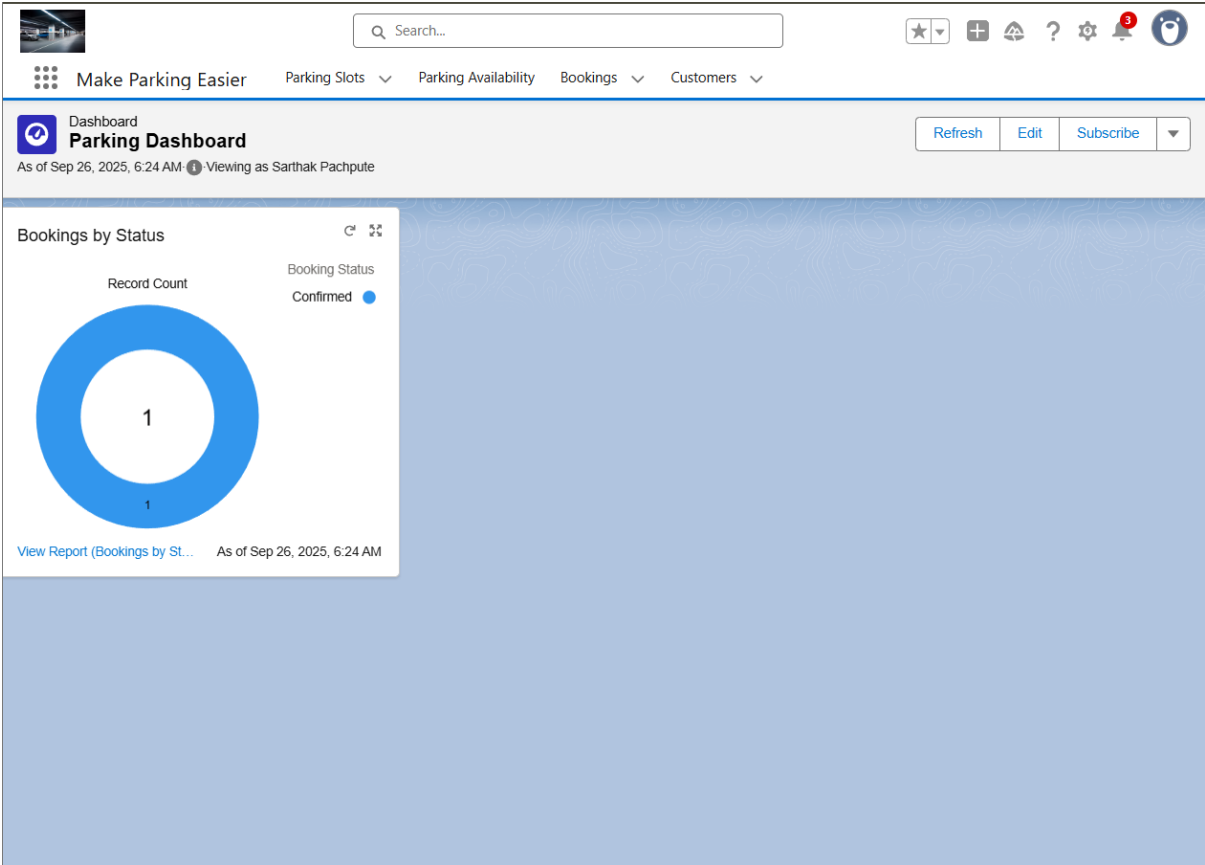 Search...
3
Make Parking Easier
Parking Slots
Parking Availability
Bookings
Customers
Dashboard
Parking Dashboard
As of Sep 26, 2025, 6:24 AM·Viewing as Sarthak Pachpute
Refresh
Edit
Subscribe
Bookings by Status
Booking Status
Record Count
Confirmed
1
1
View Report (Bookings by St...
As of Sep 26, 2025, 6:24 AM